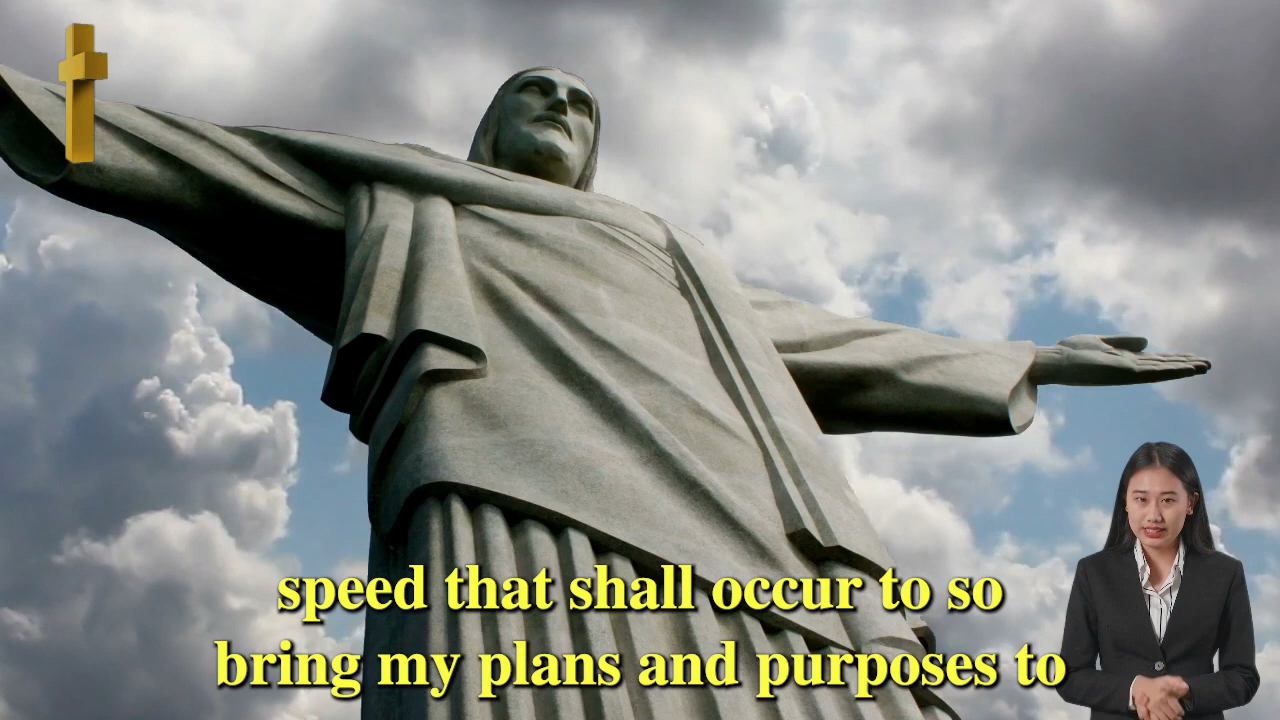 speed that shall occur to so
bring my plans and purposes to